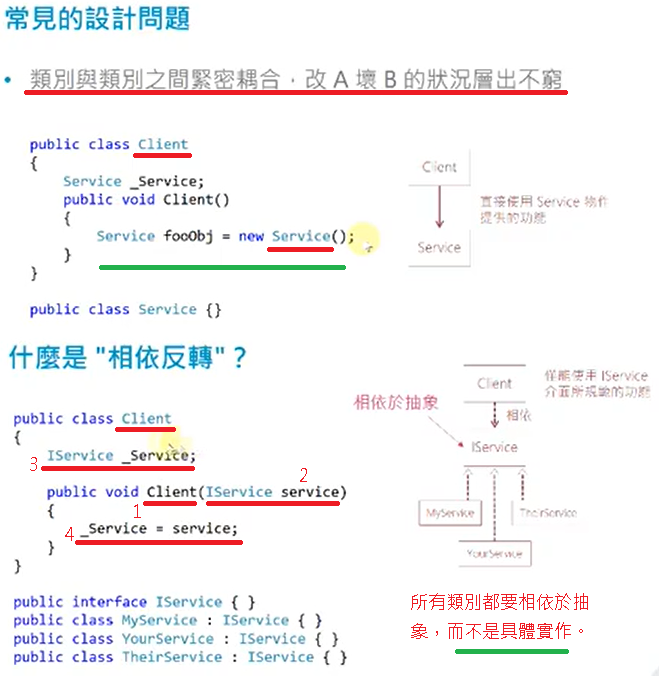 常見的設計問題
• 類別與類別之間緊密耦合，改 A 壞 B 的狀況層出不窮
public class Client
{
Service _Service;
public void Client()
{
Service fooObj = new Service();
}
}
public class Service {}
Client
直接使用 Service 物件
提供的功能
Service
什麼是 "相依反轉"？
public class Client
{
3 IService _Service;
2
public void Client(IService service)
1
{
4 _Service = service;
}
}
public interface IService { }
public class MyService : IService { }
public class YourService : IService { }
public class TheirService : IService { }
Client
僅能使用 IService
介面所規範的功能
相依於抽象
相依
IService
MyService
TheirService
YourService
所有類別都要相依於抽
象，而不是具體實作。